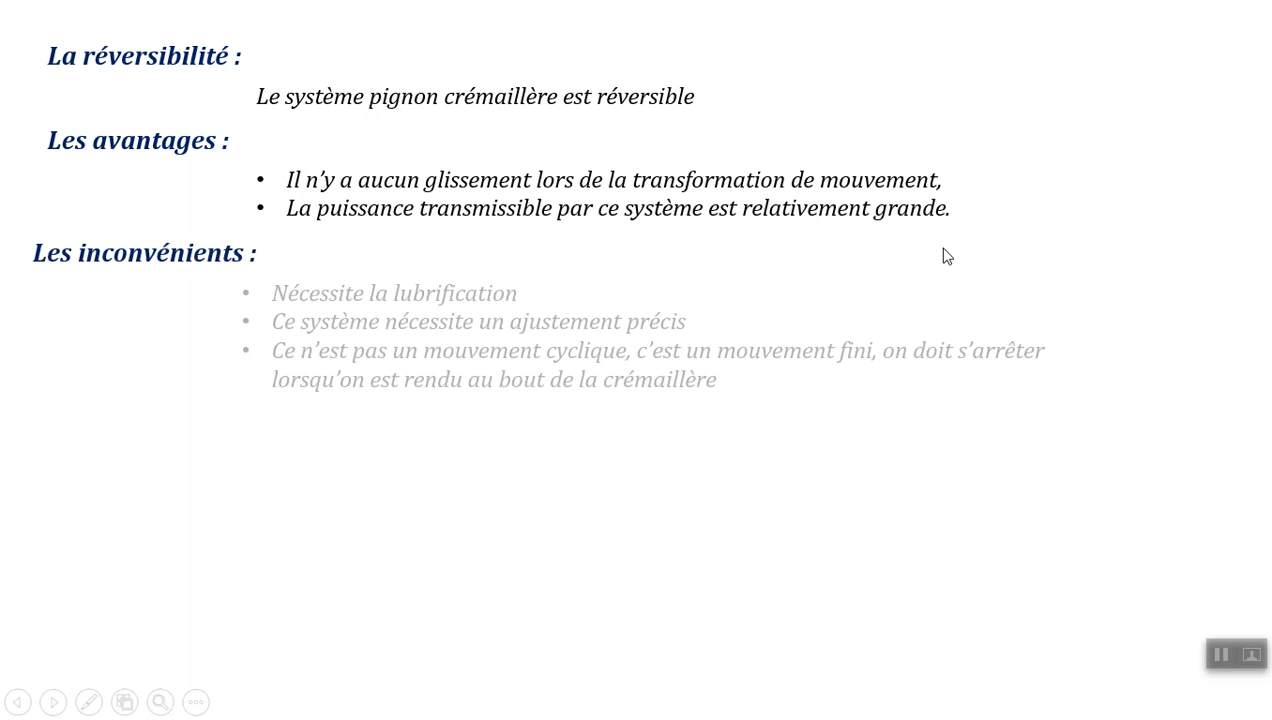 La réversibilité :
Le système pignon crémaillère est réversible
Les avantages :
• Il n’y a aucun glissement lors de la transformation de mouvement,
• La puissance transmissible par ce système est relativement grande.
Les inconvénients :
• Nécessite la lubrification
• Ce système nécessite un ajustement précis
• Ce n’est pas un mouvement cyclique, c’est un mouvement fini, on doit s’arrêter
lorsqu’on est rendu au bout de la crémaillère